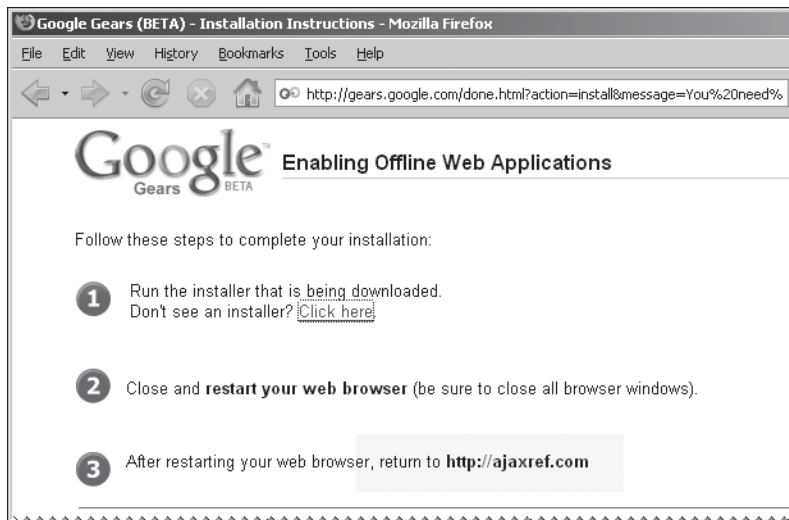 Google Gears (BETA) - Installation Instructions - Mozilla Firefox
File Edit View History Bookmarks Tools Help
http://gears.google.com/done.html?action=install&message=You%20need%
Google™
Gears BETA
Enabling Offline Web Applications
Follow these steps to complete your installation:
1 Run the installer that is being downloaded.
Don't see an installer? Click here
2 Close and restart your web browser (be sure to close all browser windows).
3 After restarting your web browser, return to http://ajaxref.com